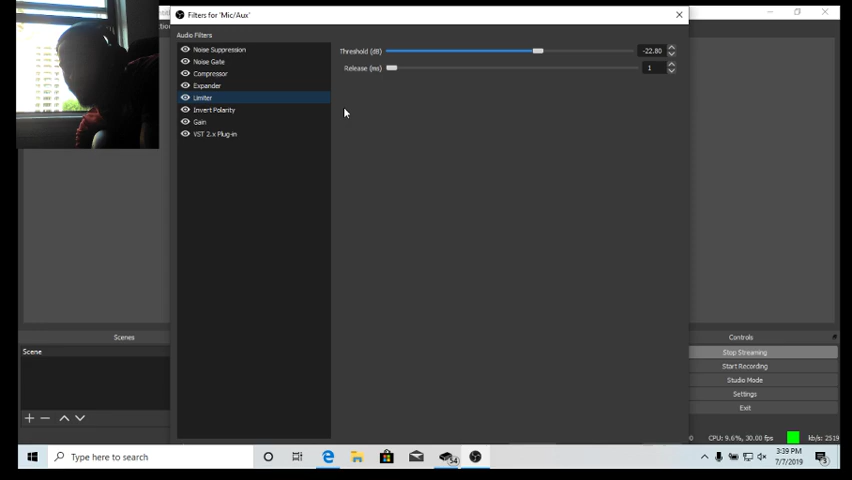 Filters for 'Mic/Aux'
Audio Filters
Noise Suppression
Noise Gate
Compressor
Expander
Limiter
Invert Polarity
Gain
VST 2.x Plug-in
Threshold (dB)
-22.80
Release (ms)
1
Scenes
Scene
Controls
Stop Streaming
Start Recording
Studio Mode
Settings
Exit
CPU: 9.6%, 30.00 fps
kb/s: 2519
Type here to search
54
3:39 PM
7/7/2019
3